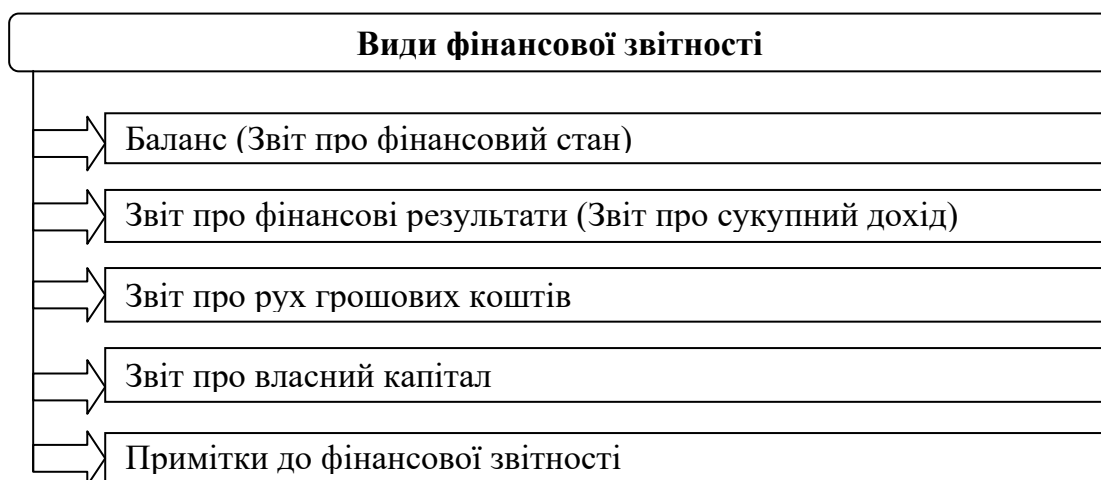 Види фінансової звітності
Баланс (Звіт про фінансовий стан)
Звіт про фінансові результати (Звіт про сукупний дохід)
Звіт про рух грошових коштів
Звіт про власний капітал
Примітки до фінансової звітності